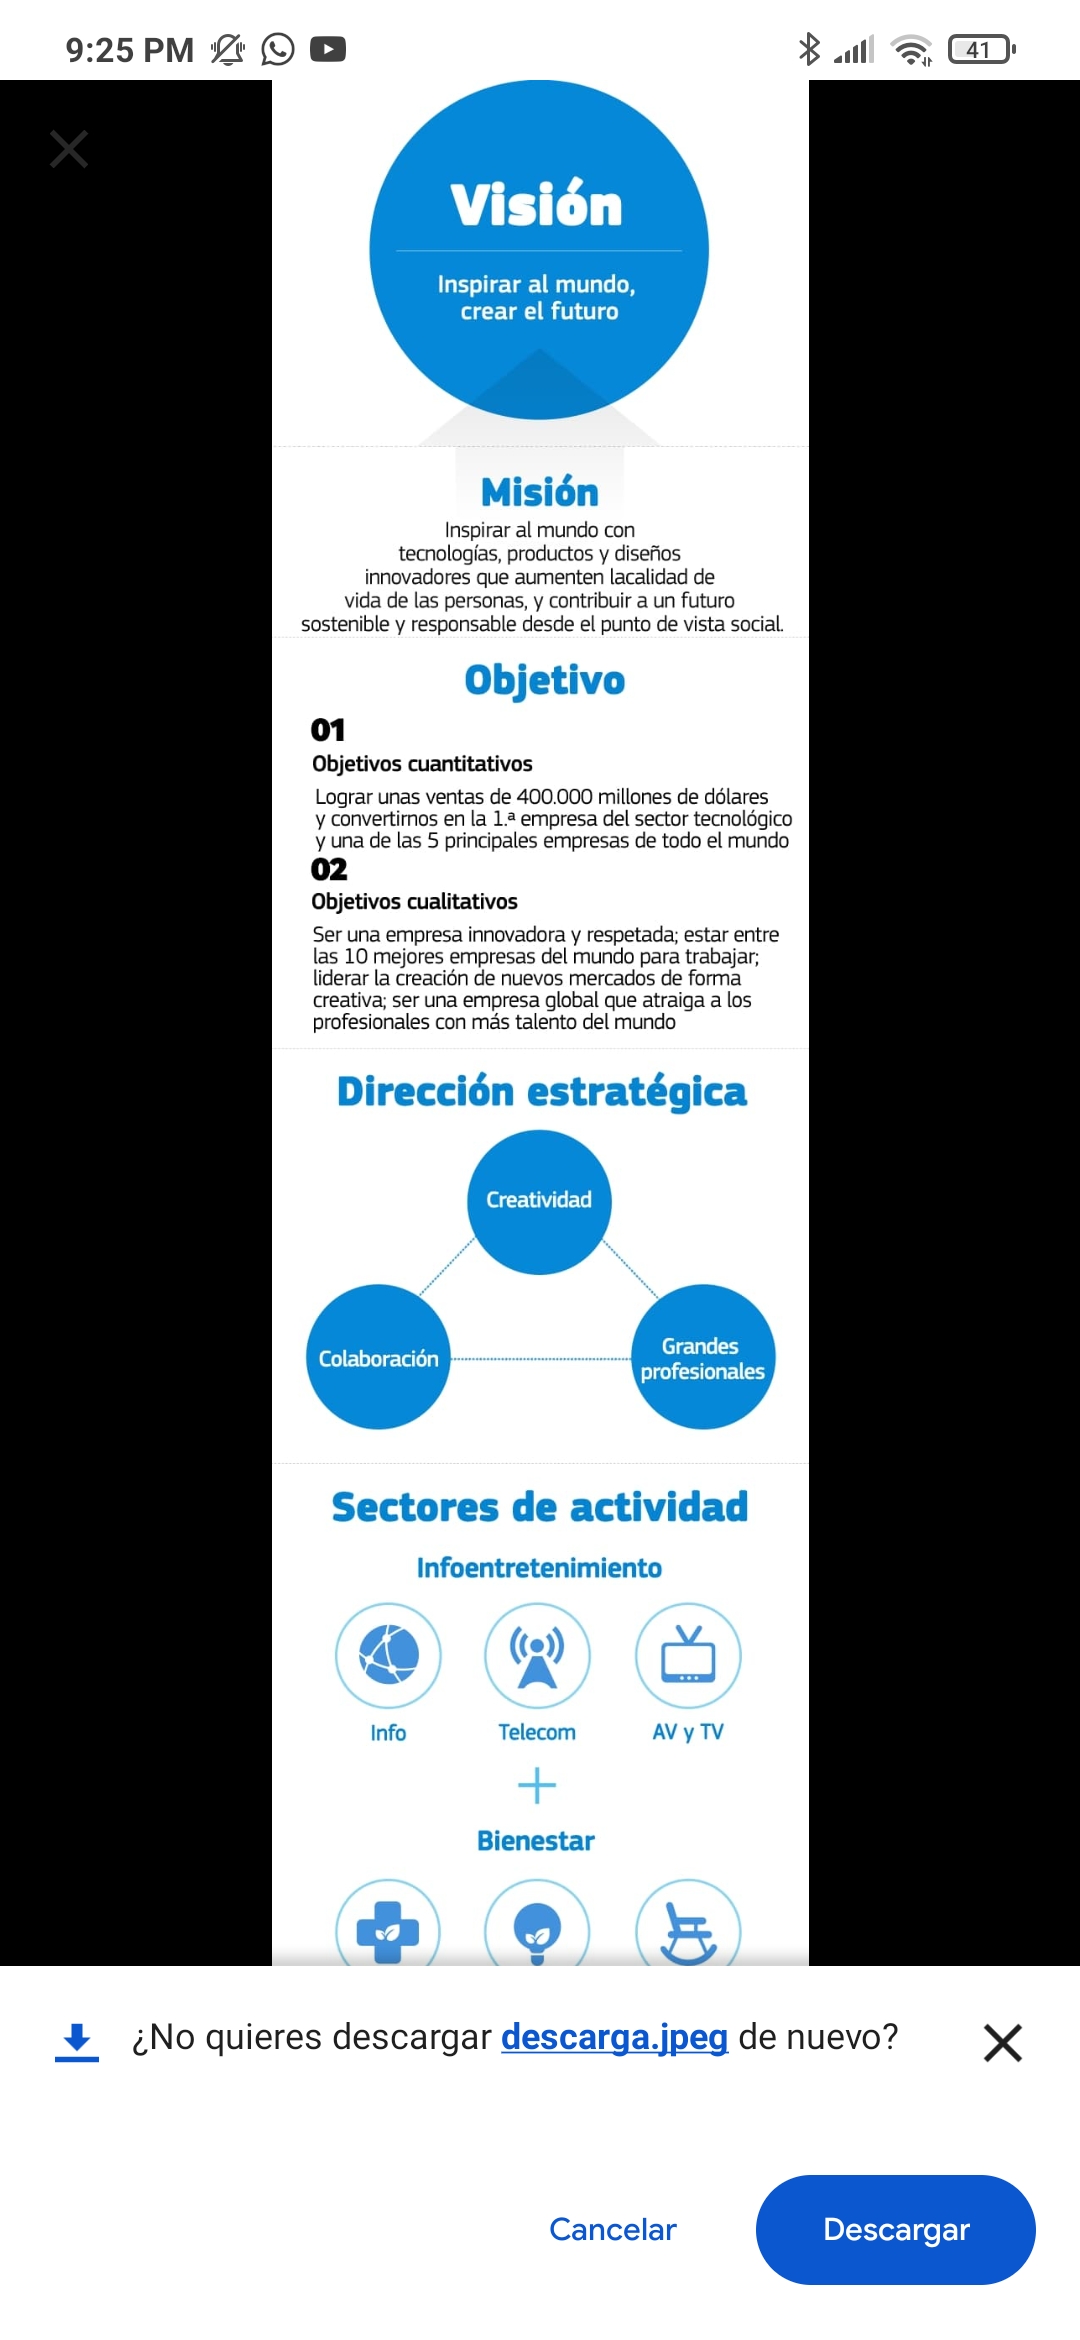 9:25 PM
41
Visión
Inspirar al mundo,
crear el futuro
Misión
Inspirar al mundo con
tecnologías, productos y diseños
innovadores que aumenten lacalidad de
vida de las personas, y contribuir a un futuro
sostenible y responsable desde el punto de vista social.
Objetivo
01
Objetivos cuantitativos
Lograr unas ventas de 400.000 millones de dólares
y convertirnos en la 1.ª empresa del sector tecnológico
y una de las 5 principales empresas de todo el mundo
02
Objetivos cualitativos
Ser una empresa innovadora y respetada; estar entre
las 10 mejores empresas del mundo para trabajar;
liderar la creación de nuevos mercados de forma
creativa; ser una empresa global que atraiga a los
profesionales con más talento del mundo
Dirección estratégica
Creatividad
Colaboración
Grandes
profesionales
Sectores de actividad
Infoentretenimiento
Info
Telecom
AV y TV
Bienestar
¿No quieres descargar descarga.jpeg de nuevo?
Cancelar
Descargar